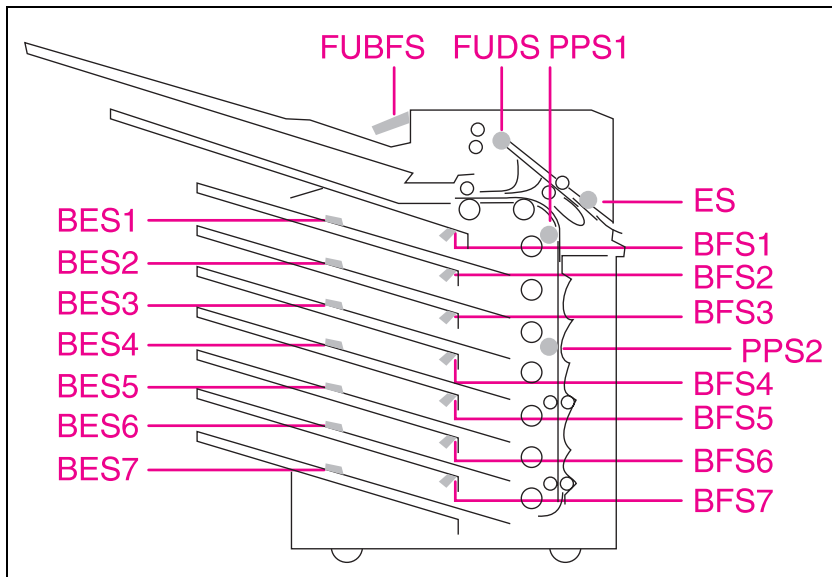 FUBFS FUDS PPS1
ES
BES1
BES2
BES3
BES4
BES5
BES6
BES7
BFS1
BFS2
BFS3
PPS2
BFS4
BFS5
BFS6
BFS7